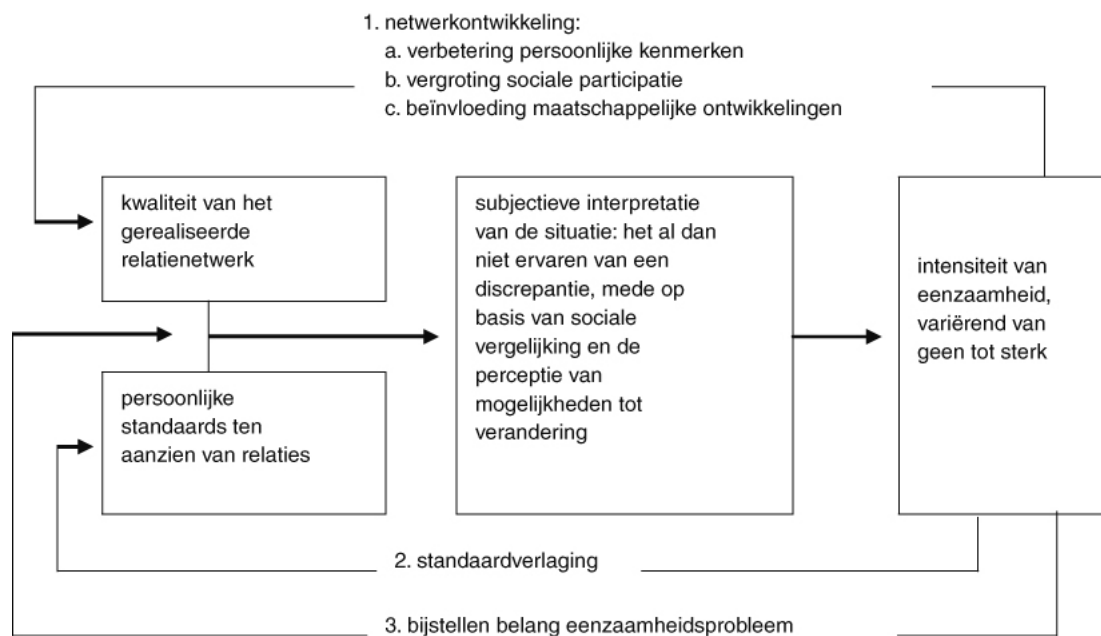 1. netwerkontwikkeling:
a. verbetering persoonlijke kenmerken
b. vergroting sociale participatie
c. beïnvloeding maatschappelijke ontwikkelingen
kwaliteit van het
gerealiseerde
relatienetwerk
persoonlijke
standaards ten
aanzien van relaties
subjectieve interpretatie
van de situatie: het al dan
niet ervaren van een
discrepantie, mede op
basis van sociale
vergelijking en de
perceptie van
mogelijkheden tot
verandering
intensiteit van
eenzaamheid,
variërend van
geen tot sterk
2. standaardverlaging
3. bijstellen belang eenzaamheidsprobleem